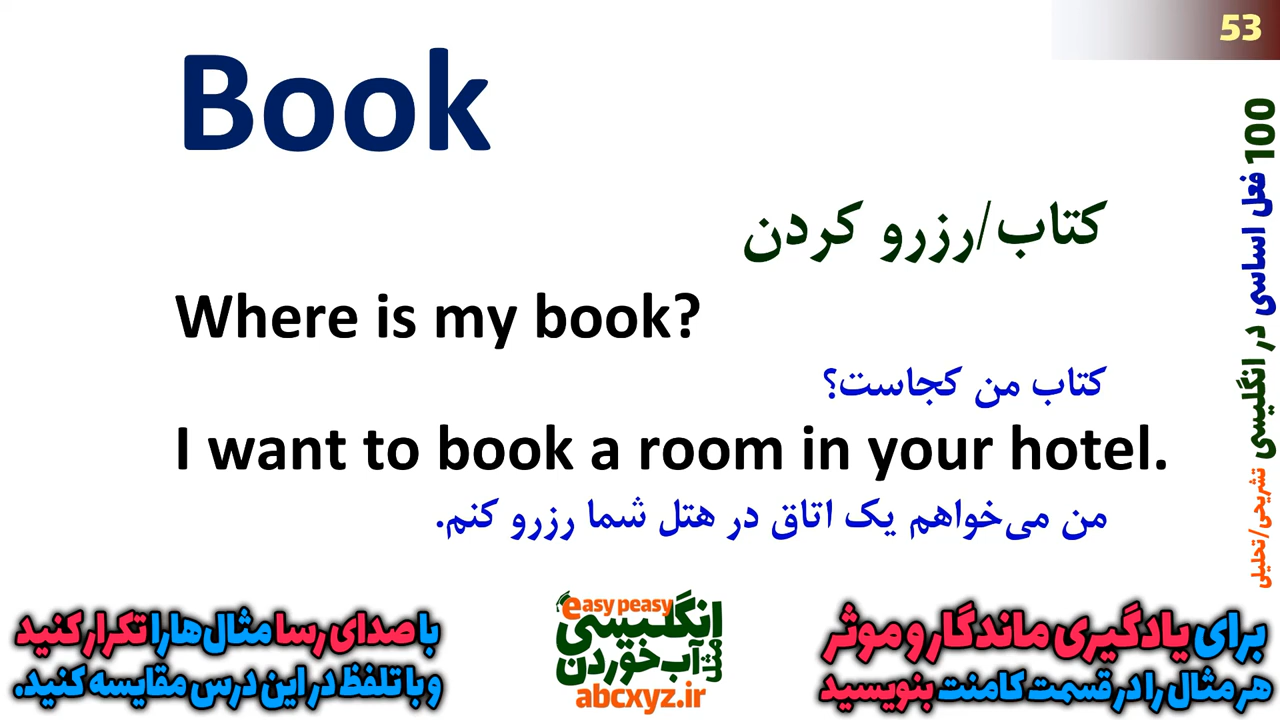 53
Book
کتاب/رزرو کردن
Where is my book?
کتاب من کجاست؟
I want to book a room in your hotel.
من می‌خواهم یک اتاق در هتل شما رزرو کنم.
100 فعل اساسی در انگلیسی تشریحی/تحلیلی
برای یادگیری ماندگار و موثر
هر مثال را در قسمت کامنت بنویسید
easy peasy
انگلیسی
مثل آب خوردن
abcxyz.ir
با صدای رسا مثال‌ها را تکرار کنید
و با تلفظ در این درس مقایسه کنید.